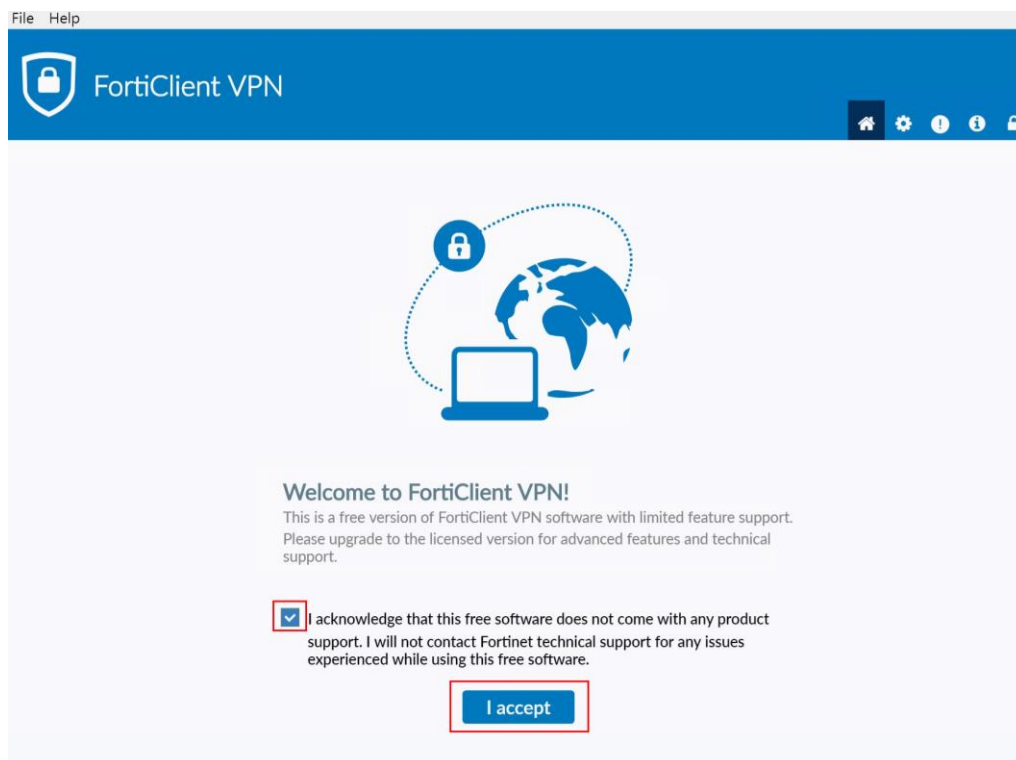 File Help
FortiClient VPN
Welcome to FortiClient VPN!
This is a free version of FortiClient VPN software with limited feature support.
Please upgrade to the licensed version for advanced features and technical
support.
I acknowledge that this free software does not come with any product
support. I will not contact Fortinet technical support for any issues
experienced while using this free software.
I accept